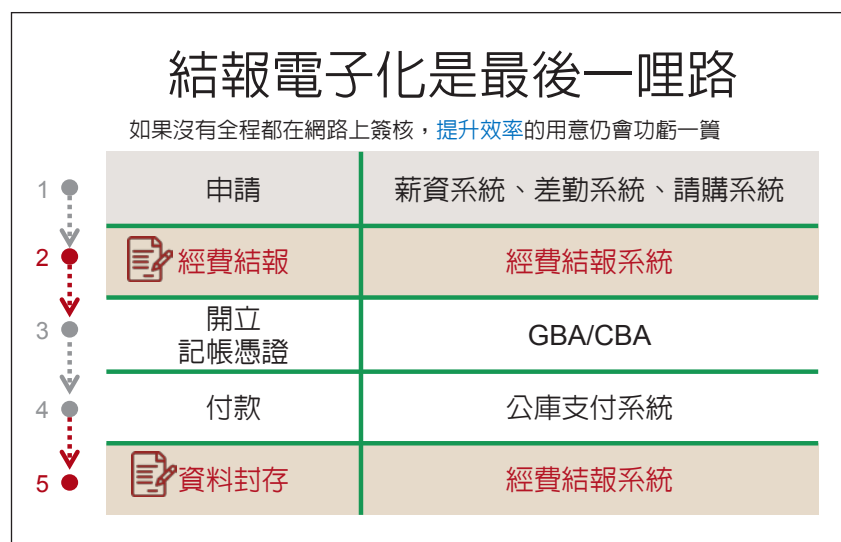 結報電子化是最後一哩路
如果沒有全程都在網路上簽核，提升效率的用意仍會功虧一簣
1 申請 薪資系統、差勤系統、請購系統
2 經費結報 經費結報系統
3 開立
記帳憑證 GBA/CBA
4 付款 公庫支付系統
5 資料封存 經費結報系統